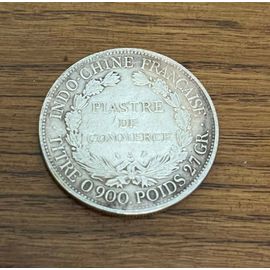 INDO-CHINE FRANÇAISE
PIASTRE
DE
COMMERCE
TITRE 0,900. POIDS 27 GR.